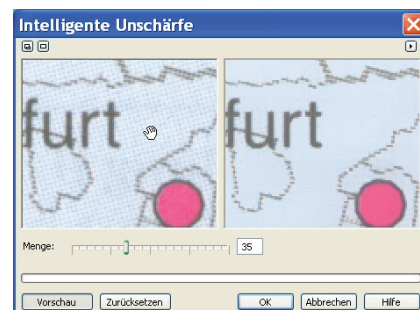 Intelligente Unschärfe
furt
furt
Menge:
35
Vorschau
Zurücksetzen
OK
Abbrechen
Hilfe